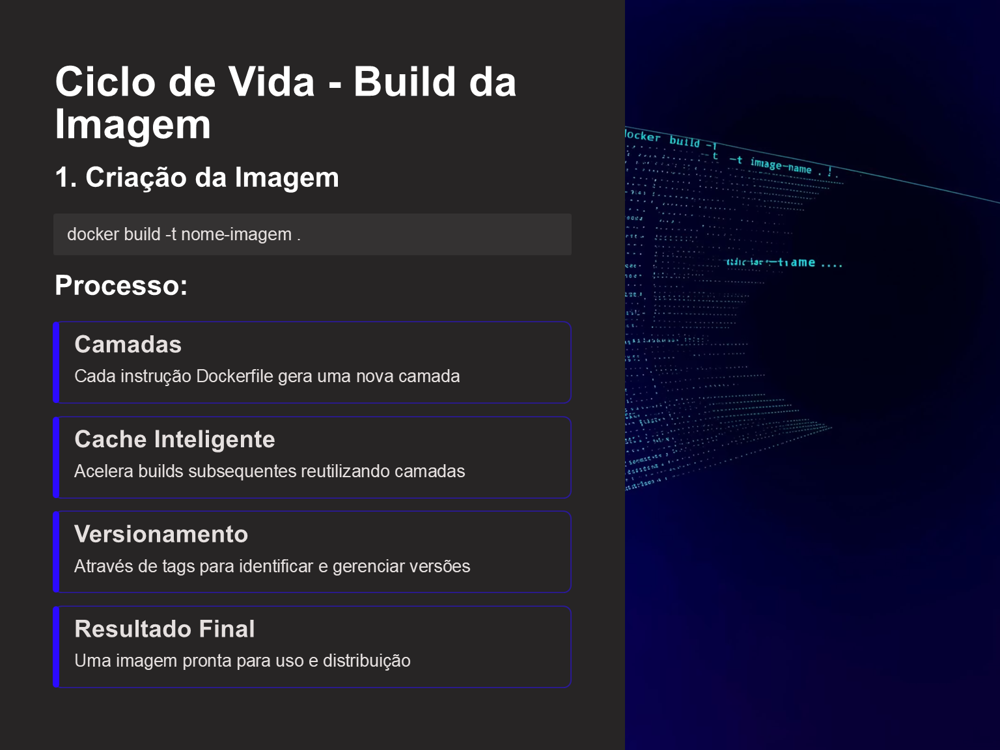 Ciclo de Vida - Build da
Imagem
1. Criação da Imagem
docker build -t nome-imagem .
Processo:
Camadas
Cada instrução Dockerfile gera uma nova camada
Cache Inteligente
Acelera builds subsequentes reutilizando camadas
Versionamento
Através de tags para identificar e gerenciar versões
Resultado Final
Uma imagem pronta para uso e distribuição
docker build -t
-t -t image-name . !.